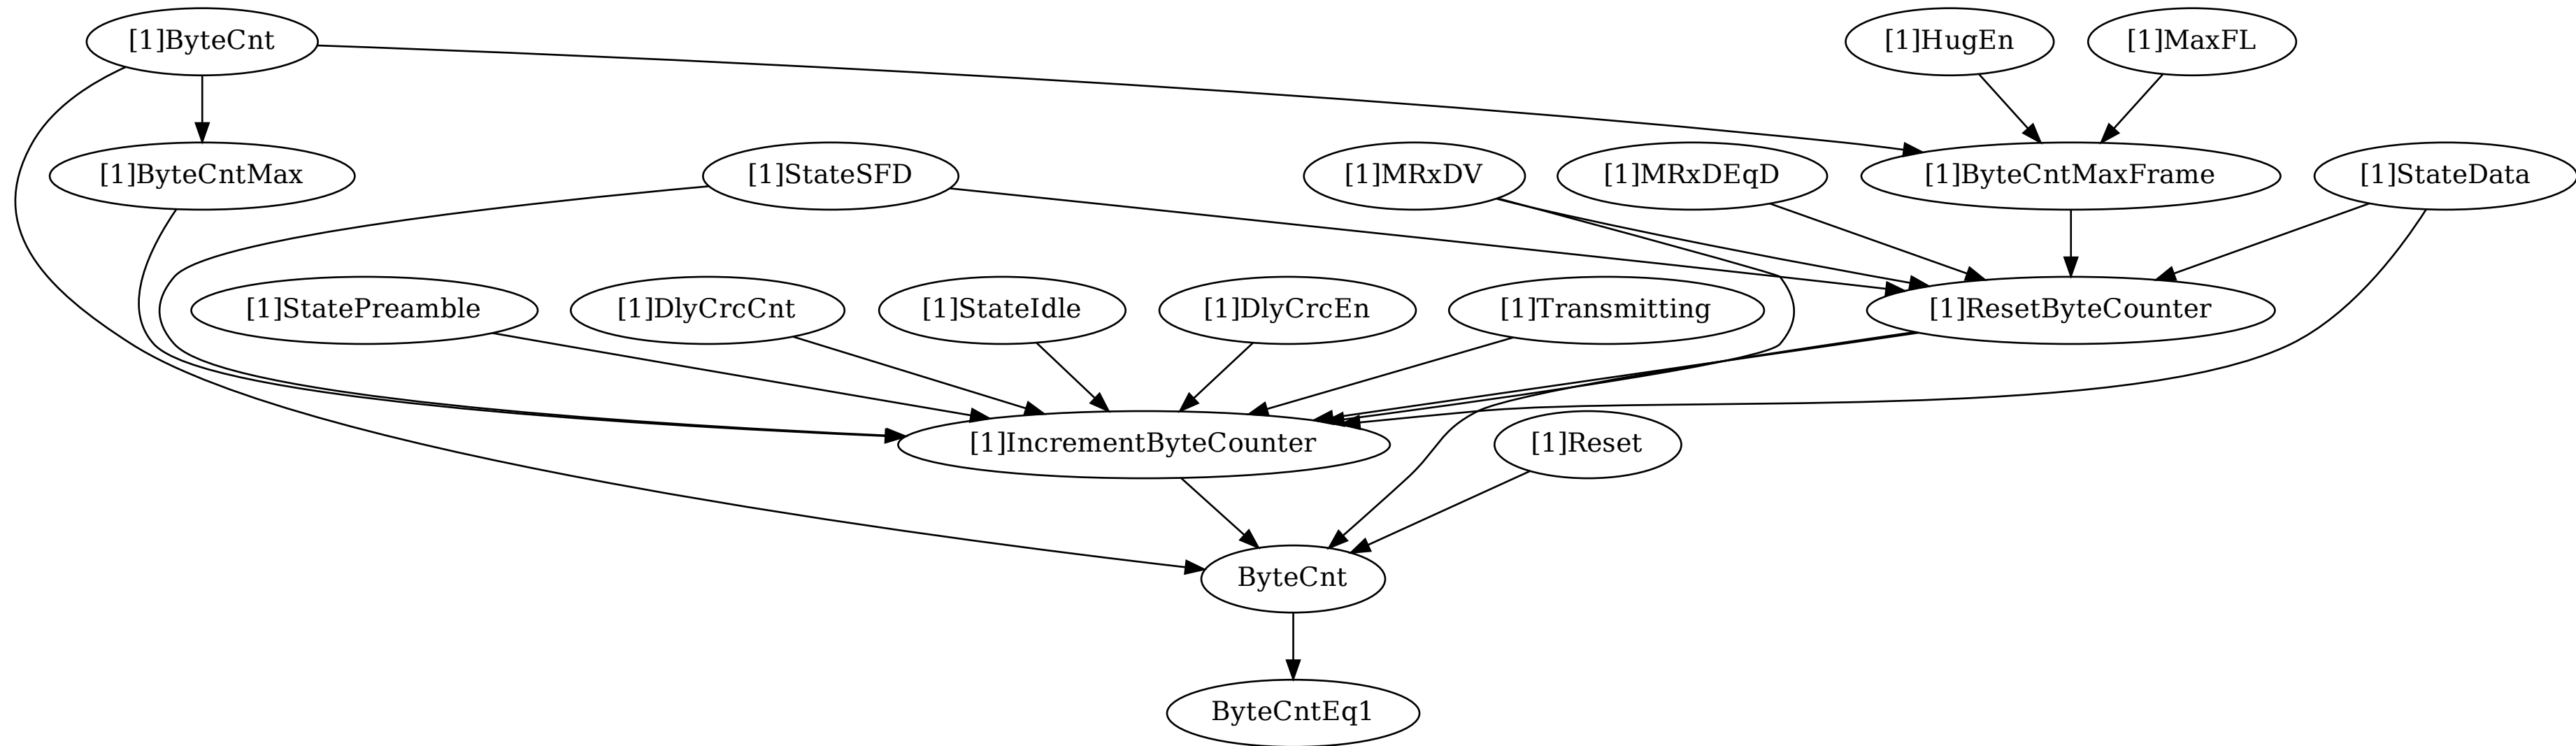 [1]ByteCnt
[1]HugEn
[1]MaxFL
[1]ByteCntMax
[1]StateSFD
[1]MRxDV
[1]MRxDEqD
[1]ByteCntMaxFrame
[1]StateData
[1]StatePreamble
[1]DlyCrcCnt
[1]StateIdle
[1]DlyCrcEn
[1]Transmitting
[1]ResetByteCounter
[1]IncrementByteCounter
[1]Reset
ByteCnt
ByteCntEq1